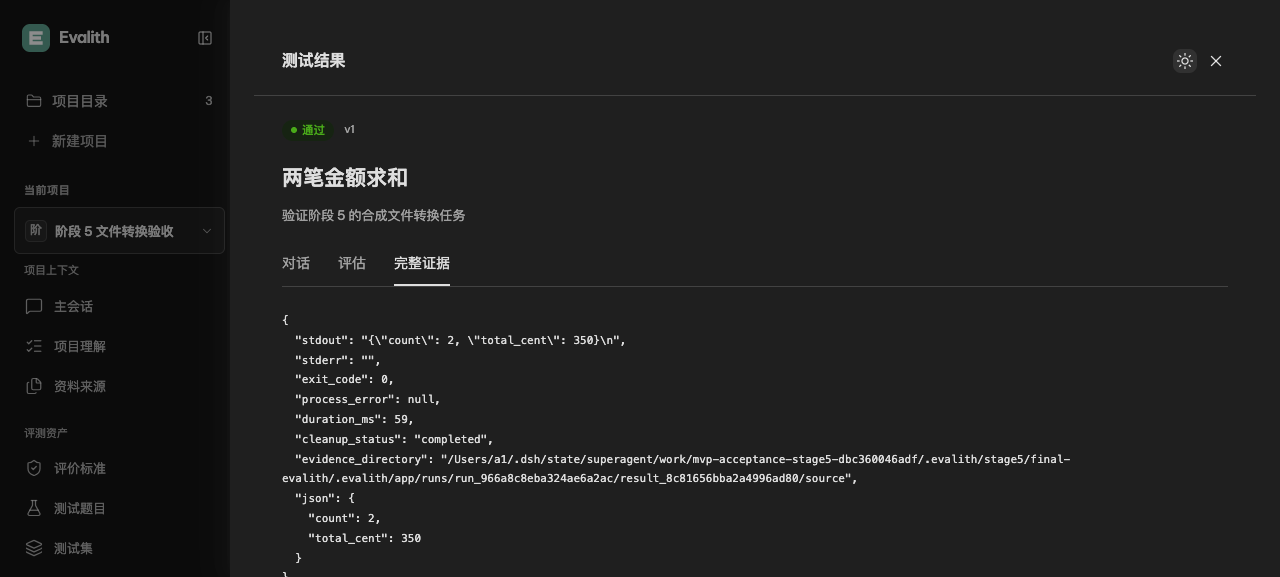 Evalith
项目目录 3
新建项目
当前项目
阶 阶段 5 文件转换验收
项目上下文
主会话
项目理解
资料来源
评测资产
评价标准
测试题目
测试集
测试结果
通过 v1
两笔金额求和
验证阶段 5 的合成文件转换任务
对话 评估 完整证据
{
"stdout": "{\"count\": 2, \"total_cent\": 350}\n",
"stderr": "",
"exit_code": 0,
"process_error": null,
"duration_ms": 59,
"cleanup_status": "completed",
"evidence_directory": "/Users/a1/.dsh/state/superagent/work/mvp-acceptance-stage5-dbc360046adf/.evalith/stage5/final-
evalith/.evalith/app/runs/run_966a8c8eba324ae6a2ac/result_8c81656bba2a4996ad80/source",
"json": {
"count": 2,
"total_cent": 350
}
}